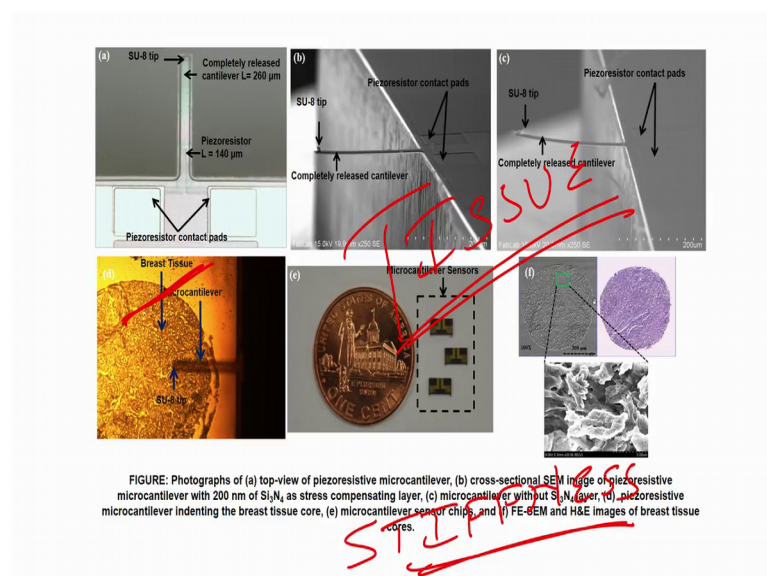 (a)
SU-8 tip
Completely released
cantilever L= 260 µm
Piezoresistor
L = 140 µm
Piezoresistor contact pads
(b)
Piezoresistor contact pads
SU-8 tip
Completely released cantilever
(c)
Piezoresistor contact pads
SU-8 tip
Completely released cantilever
200um
TISSUE
(d)
Breast Tissue
Microcantilever
SU-8 tip
(e)
Microcantilever Sensors
ONE CENT
(f)
FIGURE: Photographs of (a) top-view of piezoresistive microcantilever, (b) cross-sectional SEM image of piezoresistive
microcantilever with 200 nm of Si3N4 as stress compensating layer, (c) microcantilever without Si3N4 layer, (d) piezoresistive
microcantilever indenting the breast tissue core, (e) microcantilever sensor chips, and (f) FE-SEM and H&E images of breast tissue
cores.
STIFFNESS